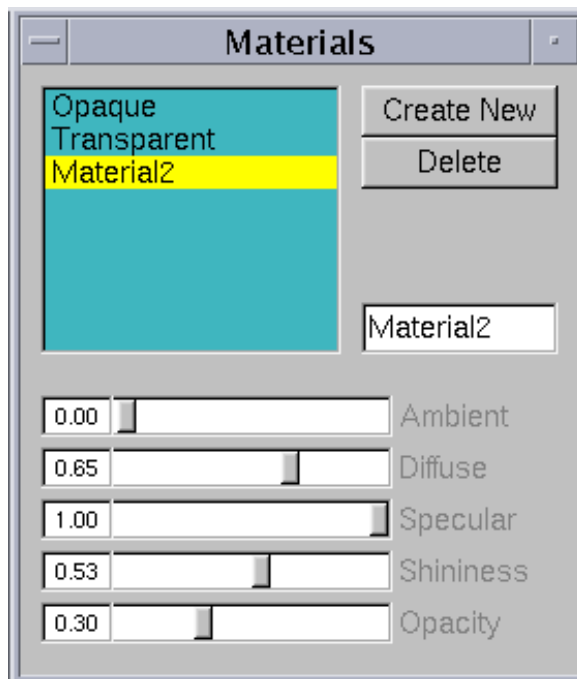 Materials
Opaque
Transparent
Material2
Create New
Delete
Material2
0.00 Ambient
0.65 Diffuse
1.00 Specular
0.53 Shininess
0.30 Opacity